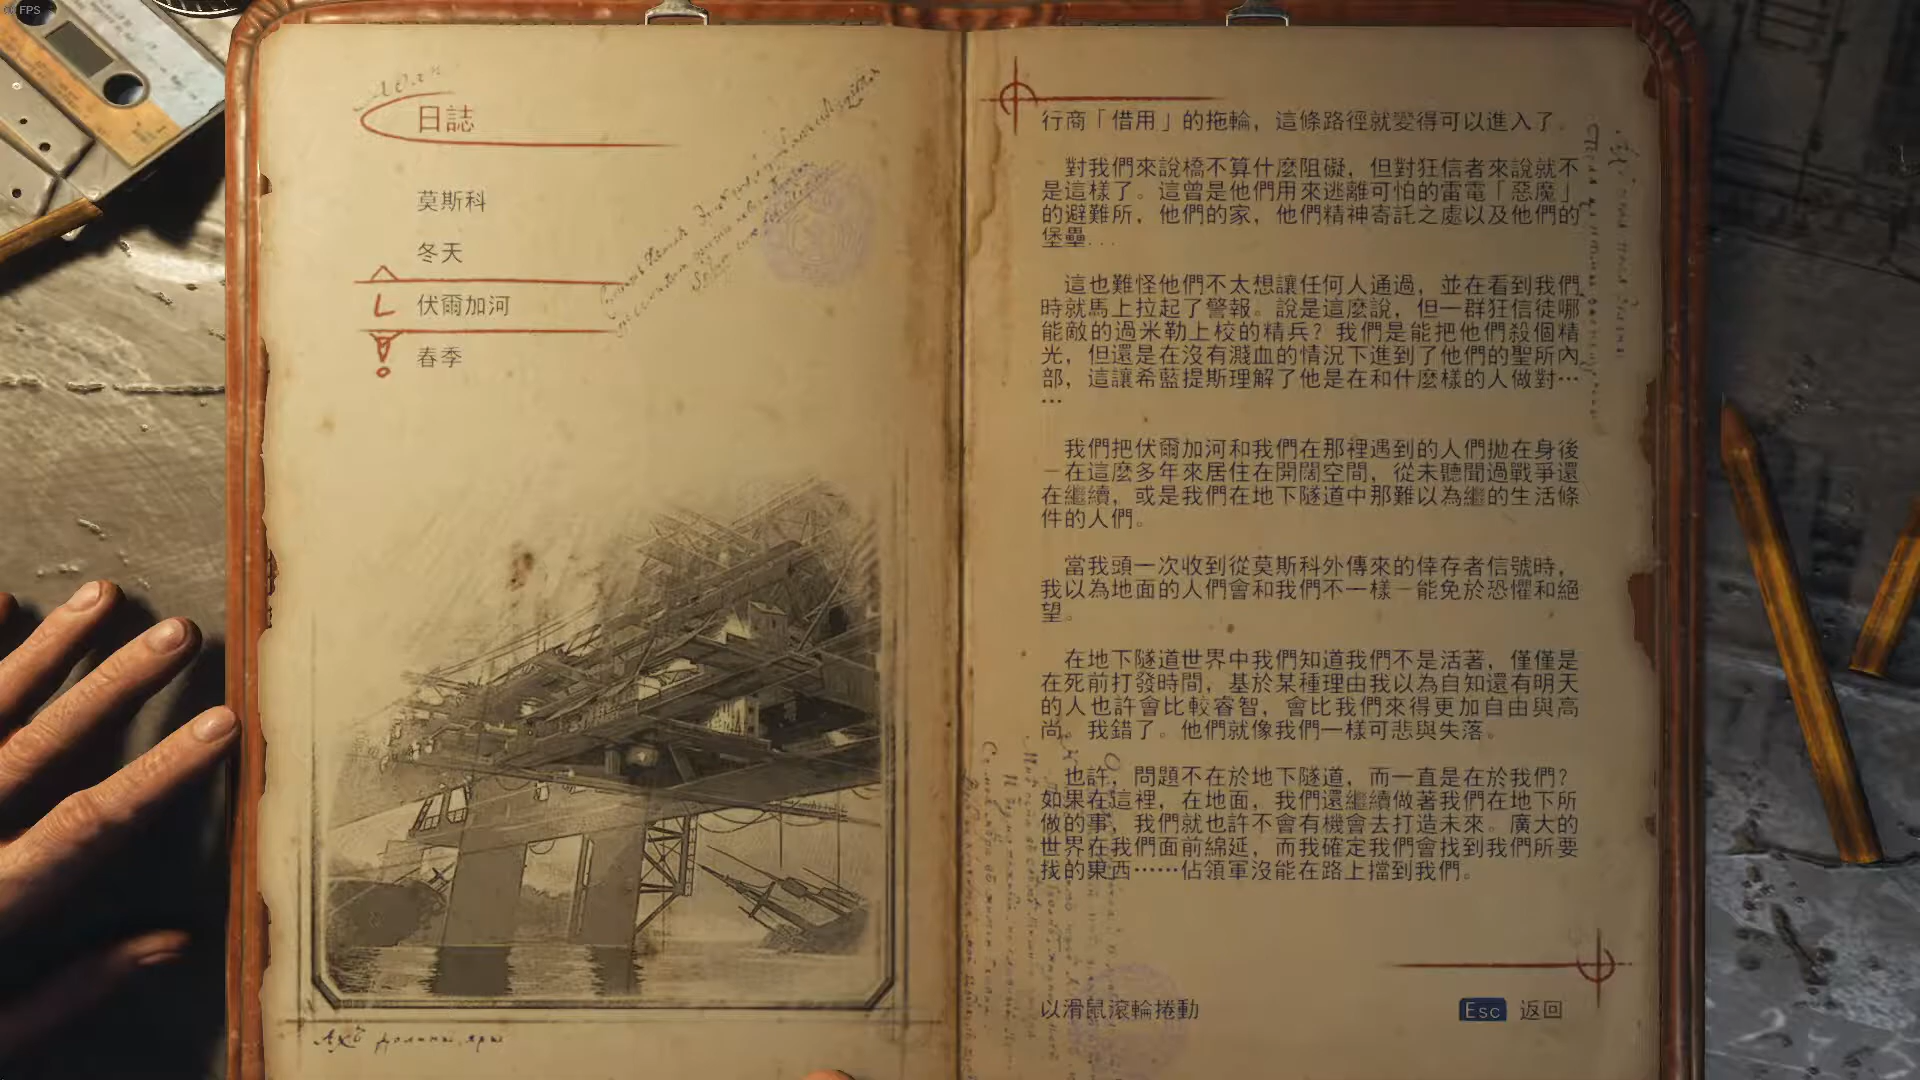 FPS
日誌
莫斯科
冬天
伏爾加河
春季
行商「借用」的拖輪，這條路徑就變得可以進入了。
對我們來說橋不算什麼阻礙，但對狂信者來說就不
是這樣了。這曾是他們用來逃離可怕的雷電「惡魔」
的避難所，他們的家，他們精神寄託之處以及他們的
堡壘...
這也難怪他們不太想讓任何人通過，並在看到我們
時就馬上拉起了警報。說是這麼說，但一群狂信徒哪
能敵的過米勒上校的精兵？我們是能把他們殺個精
光，但還是在沒有濺血的情況下進到了他們的聖所內
部，這讓希藍提斯理解了他是在和什麼樣的人做對…
…
我們把伏爾加河和我們在那裡遇到的人們拋在身後
－在這麼多年來居住在開闊空間，從未聽聞過戰爭還
在繼續，或是我們在地下隧道中那難以為繼的生活條
件的人們。
當我頭一次收到從莫斯科外傳來的倖存者信號時，
我以為地面的人們會和我們不一樣－能免於恐懼和絕
望。
在地下隧道世界中我們知道我們不是活著，僅僅是
在死前打發時間，基於某種理由我以為自知還有明天
的人也許會比較睿智，會比我們來得更加自由與高
尚。我錯了。他們就像我們一樣可悲與失落。
也許，問題不在於地下隧道，而一直是在於我們？
如果在這裡，在地面，我們還繼續做著我們在地下所
做的事，我們就也許不會有機會去打造未來。廣大的
世界在我們面前綿延，而我確定我們會找到我們所要
找的東西……佔領軍沒能在路上擋到我們。
以滑鼠滾輪捲動
Esc 返回